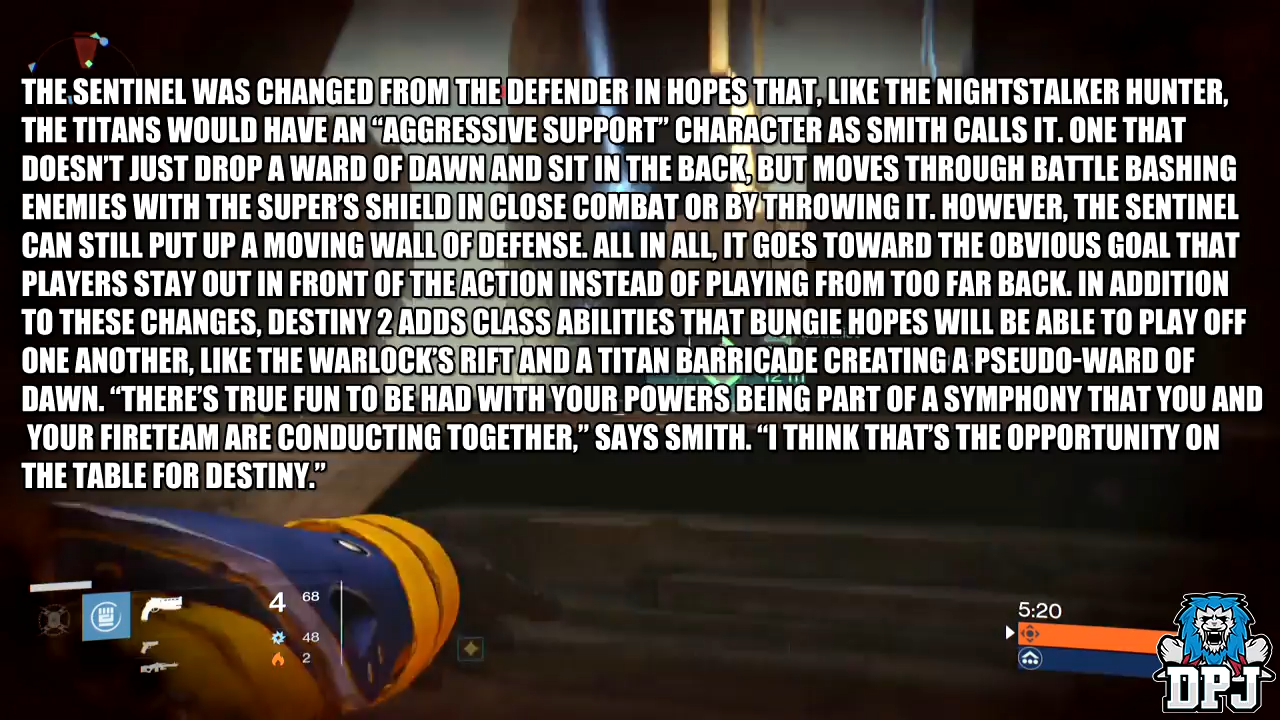 THE SENTINEL WAS CHANGED FROM THE DEFENDER IN HOPES THAT, LIKE THE NIGHTSTALKER HUNTER,
THE TITANS WOULD HAVE AN “AGGRESSIVE SUPPORT” CHARACTER AS SMITH CALLS IT. ONE THAT
DOESN’T JUST DROP A WARD OF DAWN AND SIT IN THE BACK, BUT MOVES THROUGH BATTLE BASHING
ENEMIES WITH THE SUPER’S SHIELD IN CLOSE COMBAT OR BY THROWING IT. HOWEVER, THE SENTINEL
CAN STILL PUT UP A MOVING WALL OF DEFENSE. ALL IN ALL, IT GOES TOWARD THE OBVIOUS GOAL THAT
PLAYERS STAY OUT IN FRONT OF THE ACTION INSTEAD OF PLAYING FROM TOO FAR BACK. IN ADDITION
TO THESE CHANGES, DESTINY 2 ADDS CLASS ABILITIES THAT BUNGIE HOPES WILL BE ABLE TO PLAY OFF
ONE ANOTHER, LIKE THE WARLOCK’S RIFT AND A TITAN BARRICADE CREATING A PSEUDO-WARD OF
DAWN. “THERE’S TRUE FUN TO BE HAD WITH YOUR POWERS BEING PART OF A SYMPHONY THAT YOU AND
YOUR FIRETEAM ARE CONDUCTING TOGETHER,” SAYS SMITH. “I THINK THAT’S THE OPPORTUNITY ON
THE TABLE FOR DESTINY.”
12 m
4 68
48
2
5:20
DPJ